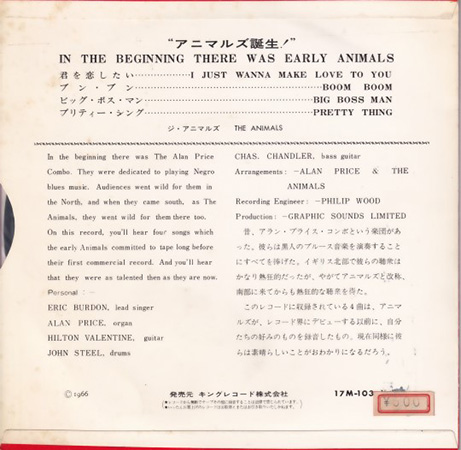 “アニマルズ誕生!”
IN THE BEGINNING THERE WAS EARLY ANIMALS
君を恋したい……………I JUST WANNA MAKE LOVE TO YOU
ブン・ブン……………BOOM BOOM
ビッグ・ボス・マン……………BIG BOSS MAN
プリティー・シング……………PRETTY THING
ジ・アニマルズ THE ANIMALS
In the beginning there was The Alan Price
Combo. They were dedicated to playing Negro
blues music. Audiences went wild for them in
the North, and when they came south, as The
Animals, they went wild for them there too.
On this record, you'll hear four songs which
the early Animals committed to tape long before
their first commercial record. And you'll hear
that they were as talented then as they are now.
Personal :—
ERIC BURDON, lead singer
ALAN PRICE, organ
HILTON VALENTINE, guitar
JOHN STEEL, drums
CHAS. CHANDLER, bass guitar
Arrangements: —ALAN PRICE & THE
ANIMALS
Recording Engineer: —PHILIP WOOD
Production: —GRAPHIC SOUNDS LIMITED
昔、アラン・プライス・コンボという楽団があ
った。彼らは黒人のブルース音楽を演奏すること
にすべてを捧げた。イギリス北部で彼らの聴衆は
かなり熱狂的だったが、やがてアニマルズと改称、
南部に来てからも熱狂的な聴衆を得た。
このレコードに収録されている4曲は、アニマ
ルズが、レコード界にデビューする以前に、自分
たちの好みのものを録音したもの。現在同様に彼
らは素晴らしいことがおわかりになるだろう。
Ⓒ1966
発売元 キングレコード株式会社
17M-103